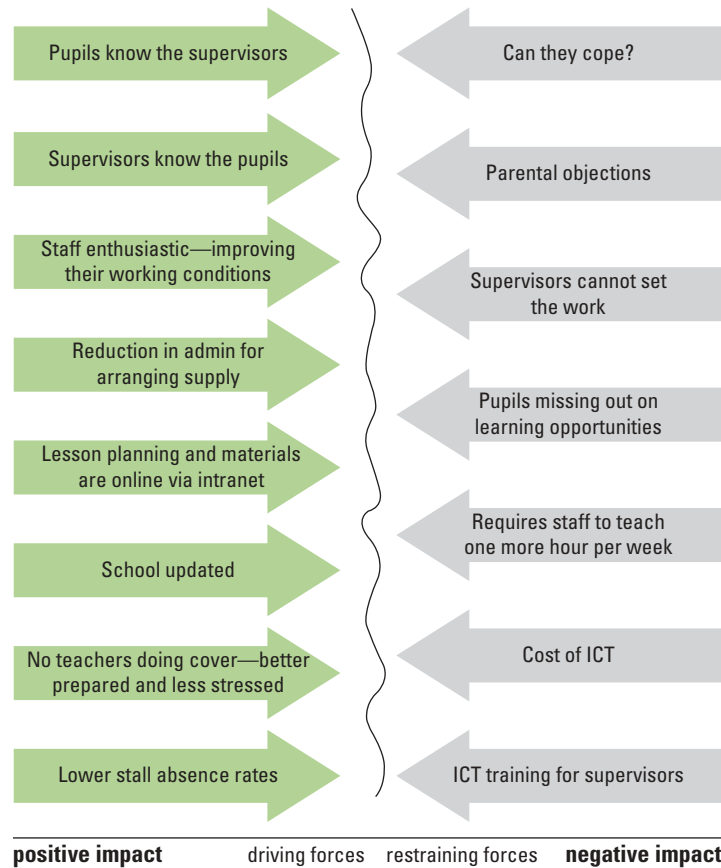 Pupils know the supervisors
Supervisors know the pupils
Staff enthusiastic—improving
their working conditions
Reduction in admin for
arranging supply
Lesson planning and materials
are online via intranet
School updated
No teachers doing cover—better
prepared and less stressed
Lower stall absence rates
Can they cope?
Parental objections
Supervisors cannot set
the work
Pupils missing out on
learning opportunities
Requires staff to teach
one more hour per week
Cost of ICT
ICT training for supervisors
positive impact driving forces restraining forces negative impact